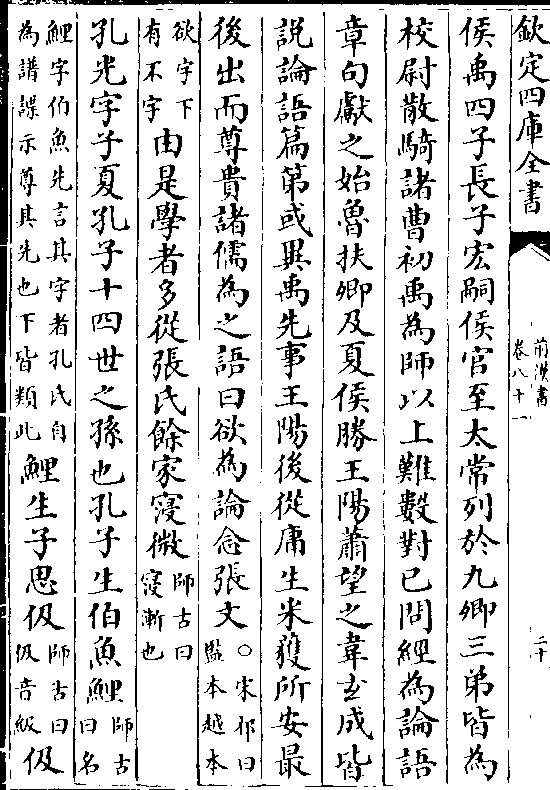 欽定四庫全書
前漢書
卷八十一
二十
侯禹四子長子宏嗣侯官至太常列於九卿三弟皆為
校尉散騎諸曹初禹為師以上難數對已問經為論語
章句獻之始魯扶卿及夏侯勝王陽蕭望之韋玄成皆
説論語篇第或異禹先事王陽後從庸生采獲所安最
後出而尊貴諸儒為之語曰欲為論念張文○宋祁曰監本越本
欲字下有不字由是學者多從張氏餘家寖微師古曰寖漸也
孔光字子夏孔子十四世之孫也孔子生伯魚鯉師古曰名
鯉字伯魚先言其字者孔氏自為譜諜示尊其先也下皆類此鯉生子思伋師古曰伋音級伋